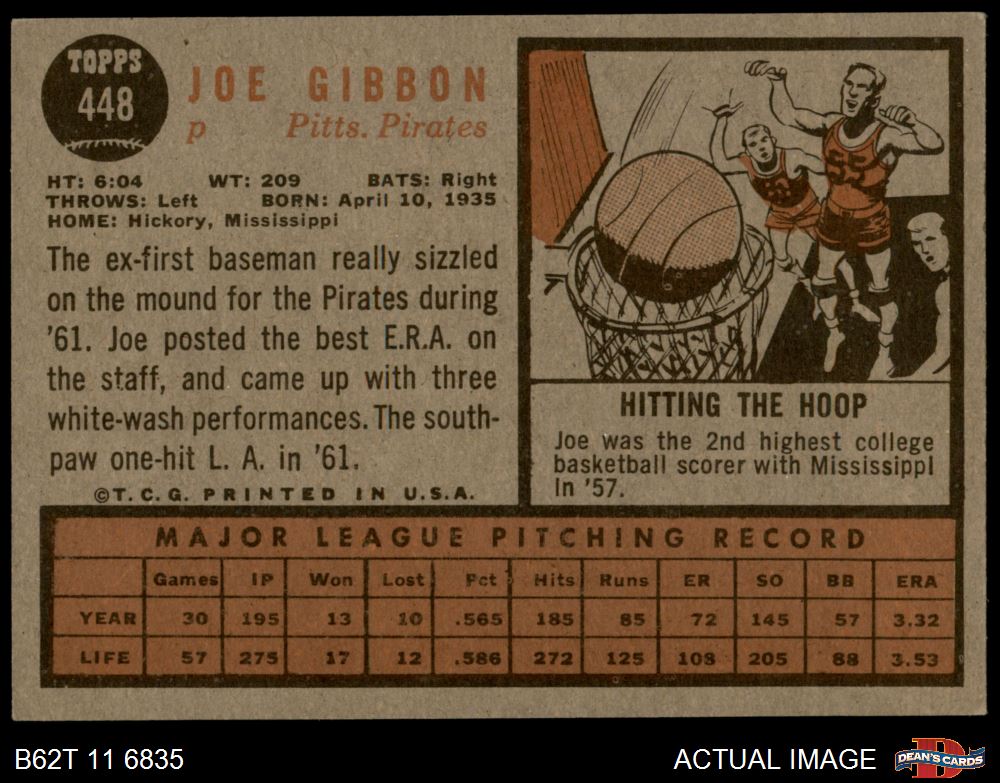 TOPPS
448
JOE GIBBON
p Pitts. Pirates
HT: 6:04 WT: 209 BATS: Right
THROWS: Left BORN: April 10, 1935
HOME: Hickory, Mississippi
The ex-first baseman really sizzled
on the mound for the Pirates during
'61. Joe posted the best E.R.A. on
the staff, and came up with three
white-wash performances. The south-
paw one-hit L. A. in '61.
©T. C. G. PRINTED IN U.S.A.
55
HITTING THE HOOP
Joe was the 2nd highest college
basketball scorer with Mississippi
in '57.
MAJOR LEAGUE PITCHING RECORD
Games IP Won Lost Pct Hits Runs ER SO BB ERA
YEAR 30 195 13 10 .565 185 85 72 145 57 3.32
LIFE 57 275 17 12 .586 272 125 108 205 88 3.53
B62T 11 6835
ACTUAL IMAGE
DEAN'S CARDS